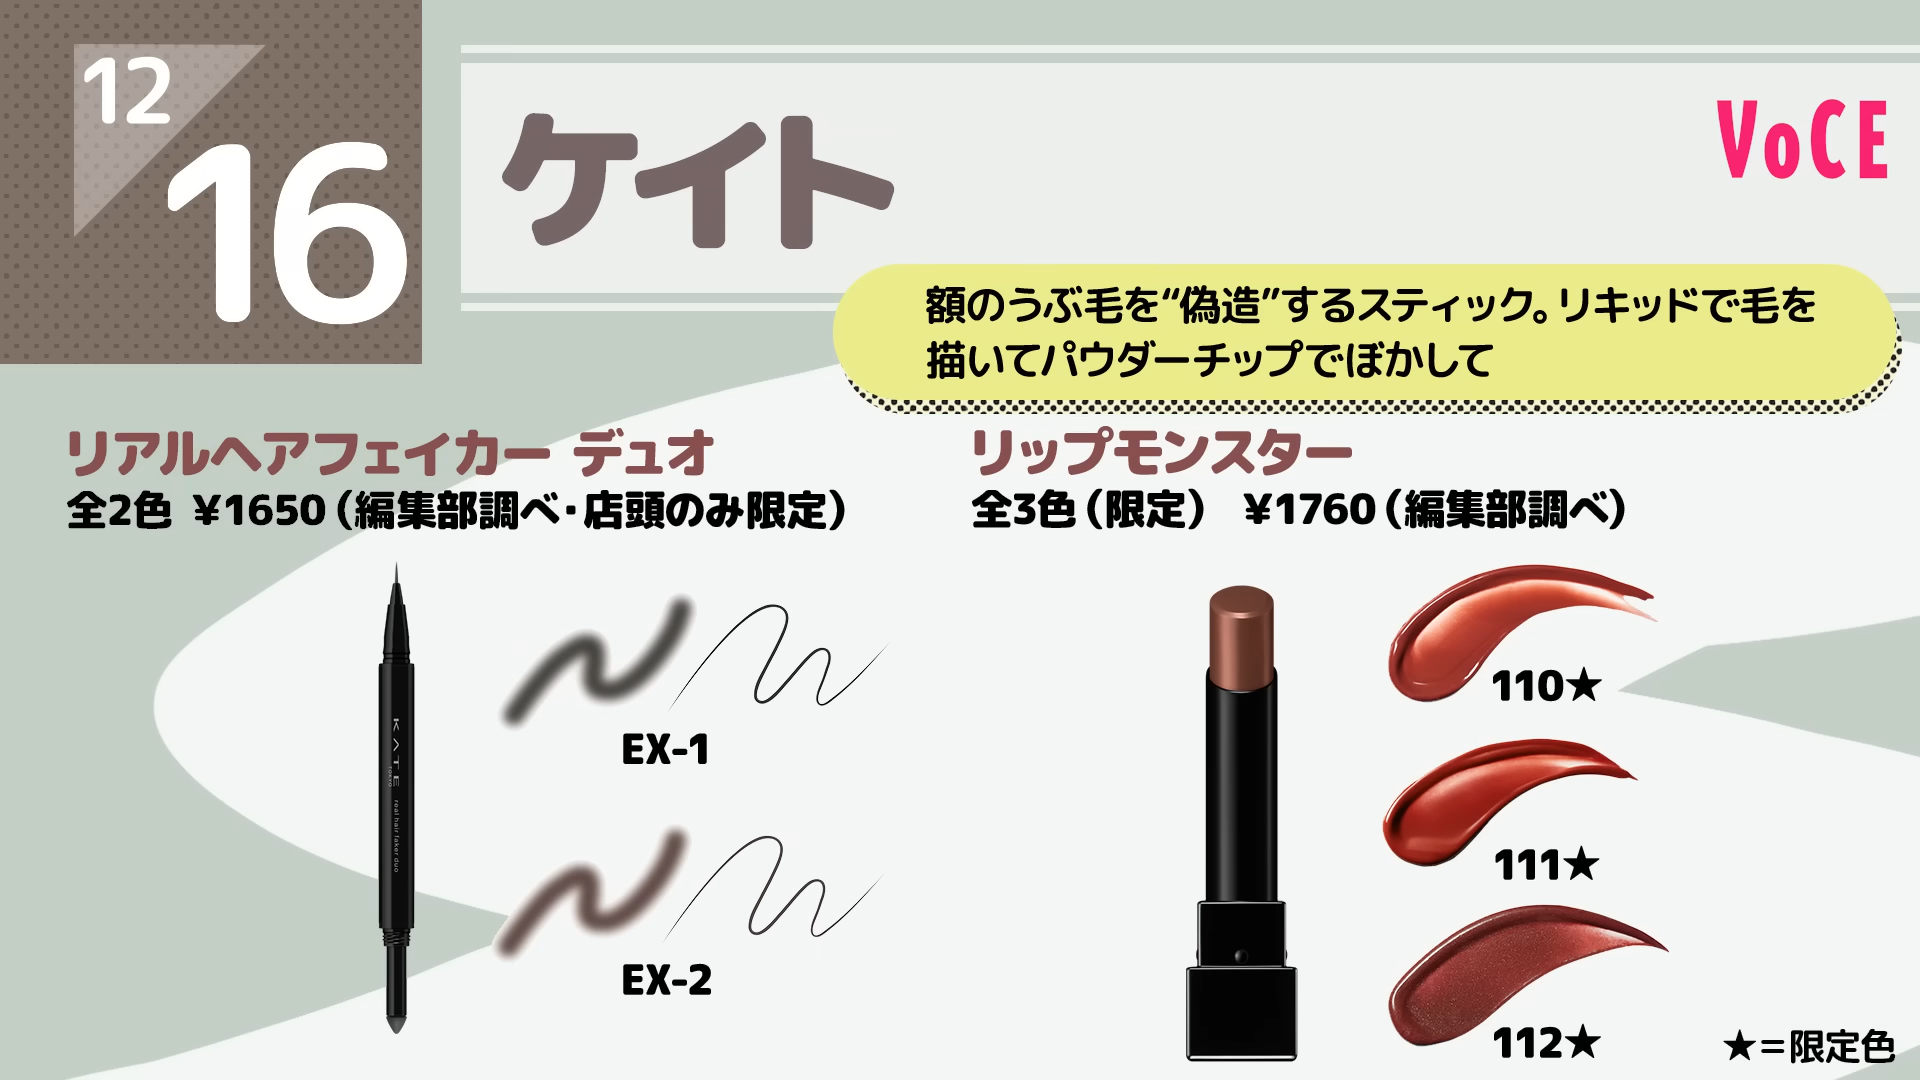 12
16
ケイト
VoCE
額のうぶ毛を“偽造”するスティック。リキッドで毛を
描いてパウダーチップでぼかして
リアルヘアフェイカー デュオ
全2色 ¥1650（編集部調べ・店頭のみ限定）
リップモンスター
全3色（限定） ¥1760（編集部調べ）
KATE
TOKYO
real hair faker duo
EX-1
EX-2
110★
111★
112★
★=限定色